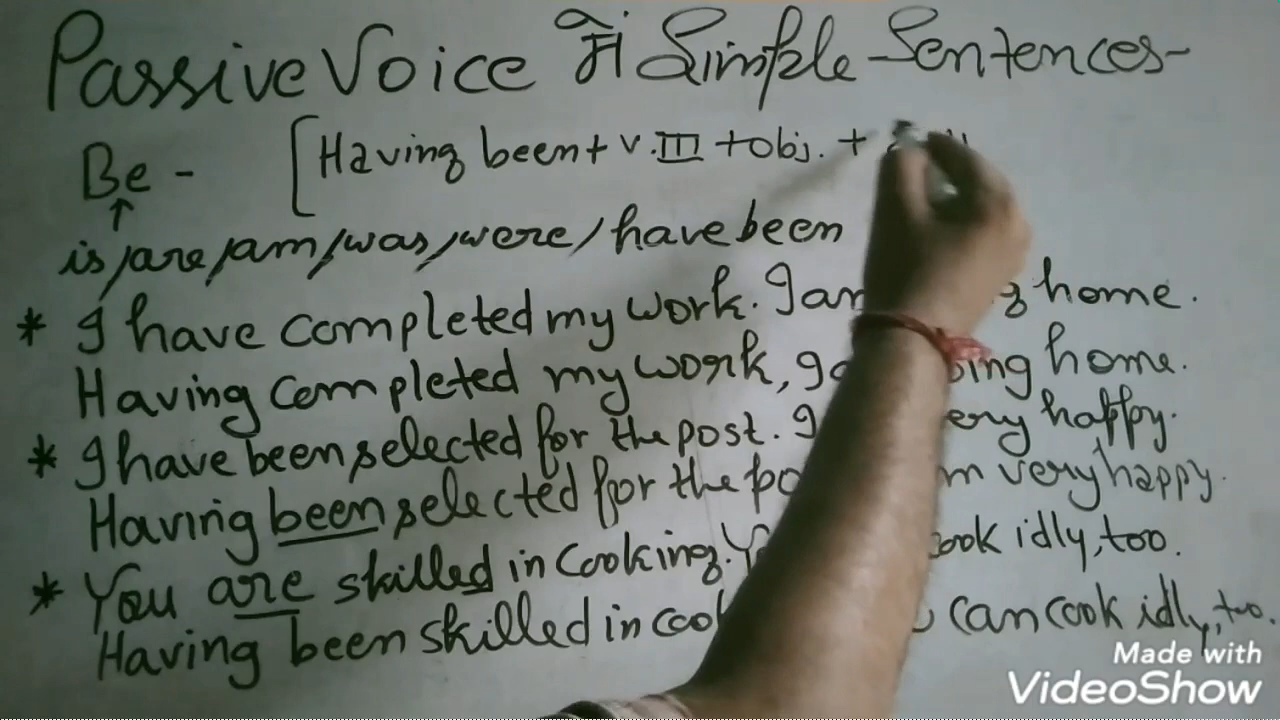 Passive Voice में Simple Sentences-
Be - [Having been + v.III + obj. +
is/are/am/was/were/have been
* I have completed my work. I am home.
Having completed my work, I going home.
* I have been selected for the post. I very happy.
Having been selected for the am very happy.
* You are skilled in cooking. cook idly, too.
Having been skilled in can cook idly, too.
Made with
VideoShow